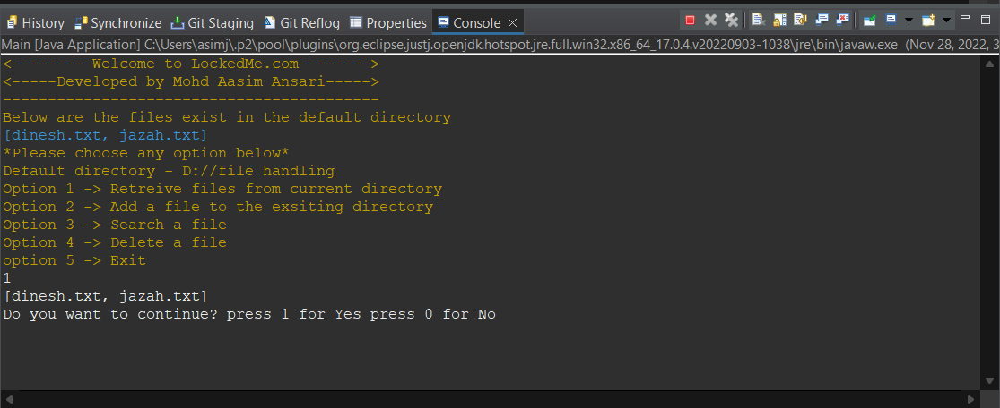 History Synchronize Git Staging Git Reflog Properties Console
Main [Java Application] C:\Users\asimj\.p2\pool\plugins\org.eclipse.justj.openjdk.hotspot.jre.full.win32.x86_64_17.0.4.v20220903-1038\jre\bin\javaw.exe (Nov 28, 2022, 3
<---------Welcome to LockedMe.com-------->
<-----Developed by Mohd Aasim Ansari----->
------------------------------------------
Below are the files exist in the default directory
[dinesh.txt, jazah.txt]
*Please choose any option below*
Default directory - D://file handling
Option 1 -> Retreive files from current directory
Option 2 -> Add a file to the exsiting directory
Option 3 -> Search a file
Option 4 -> Delete a file
option 5 -> Exit
1
[dinesh.txt, jazah.txt]
Do you want to continue? press 1 for Yes press 0 for No